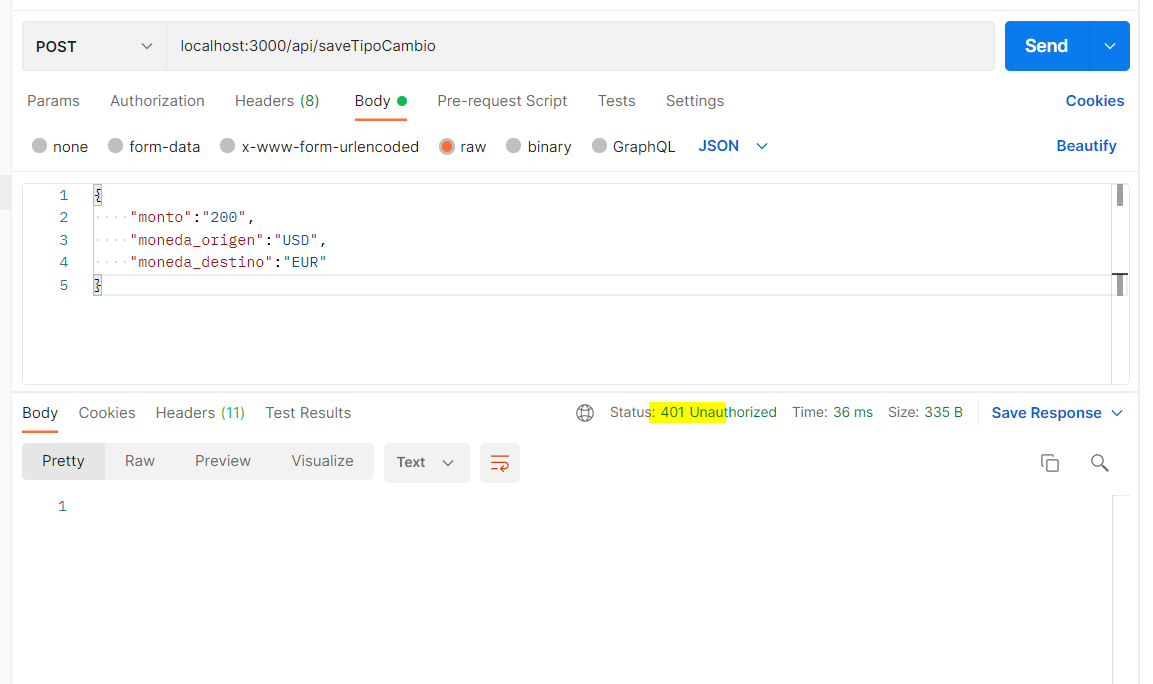 POST localhost:3000/api/saveTipoCambio Send
Params Authorization Headers (8) Body Pre-request Script Tests Settings Cookies
none form-data x-www-form-urlencoded raw binary GraphQL JSON Beautify
1 {
2 ····"monto":"200",
3 ····"moneda_origen":"USD",
4 ····"moneda_destino":"EUR"
5 }
Body Cookies Headers (11) Test Results Status: 401 Unauthorized Time: 36 ms Size: 335 B Save Response
Pretty Raw Preview Visualize Text
1